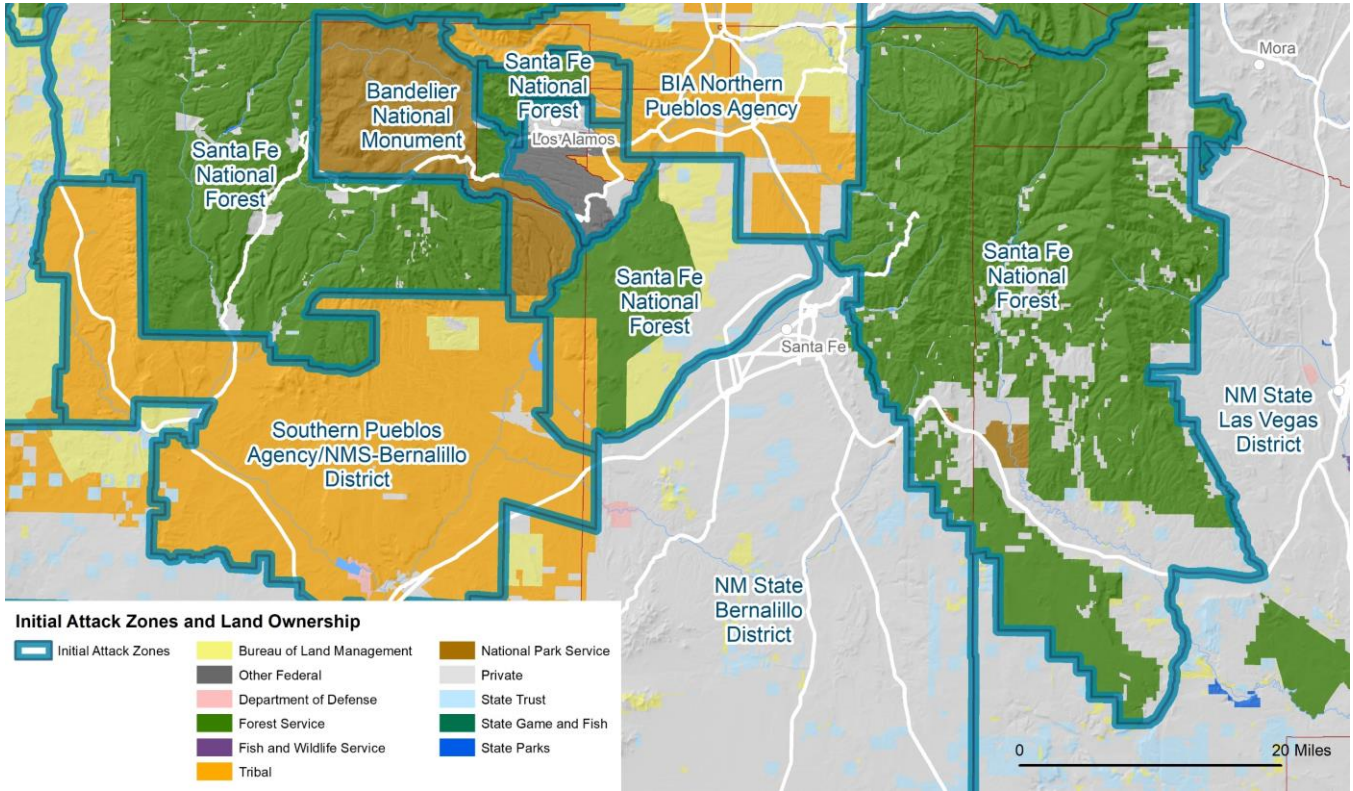 Mora
Santa Fe
National
Forest
BIA Northern
Pueblos Agency
Bandelier
National
Monument
Los Alamos
Santa Fe
National
Forest
Santa Fe
National
Forest
Santa Fe
National
Forest
Santa Fe
NM State
Las Vegas
District
Southern Pueblos
Agency/NMS-Bernalillo
District
NM State
Bernalillo
District
Initial Attack Zones and Land Ownership
Initial Attack Zones
Bureau of Land Management
Other Federal
Department of Defense
Forest Service
Fish and Wildlife Service
Tribal
National Park Service
Private
State Trust
State Game and Fish
State Parks
0 20 Miles